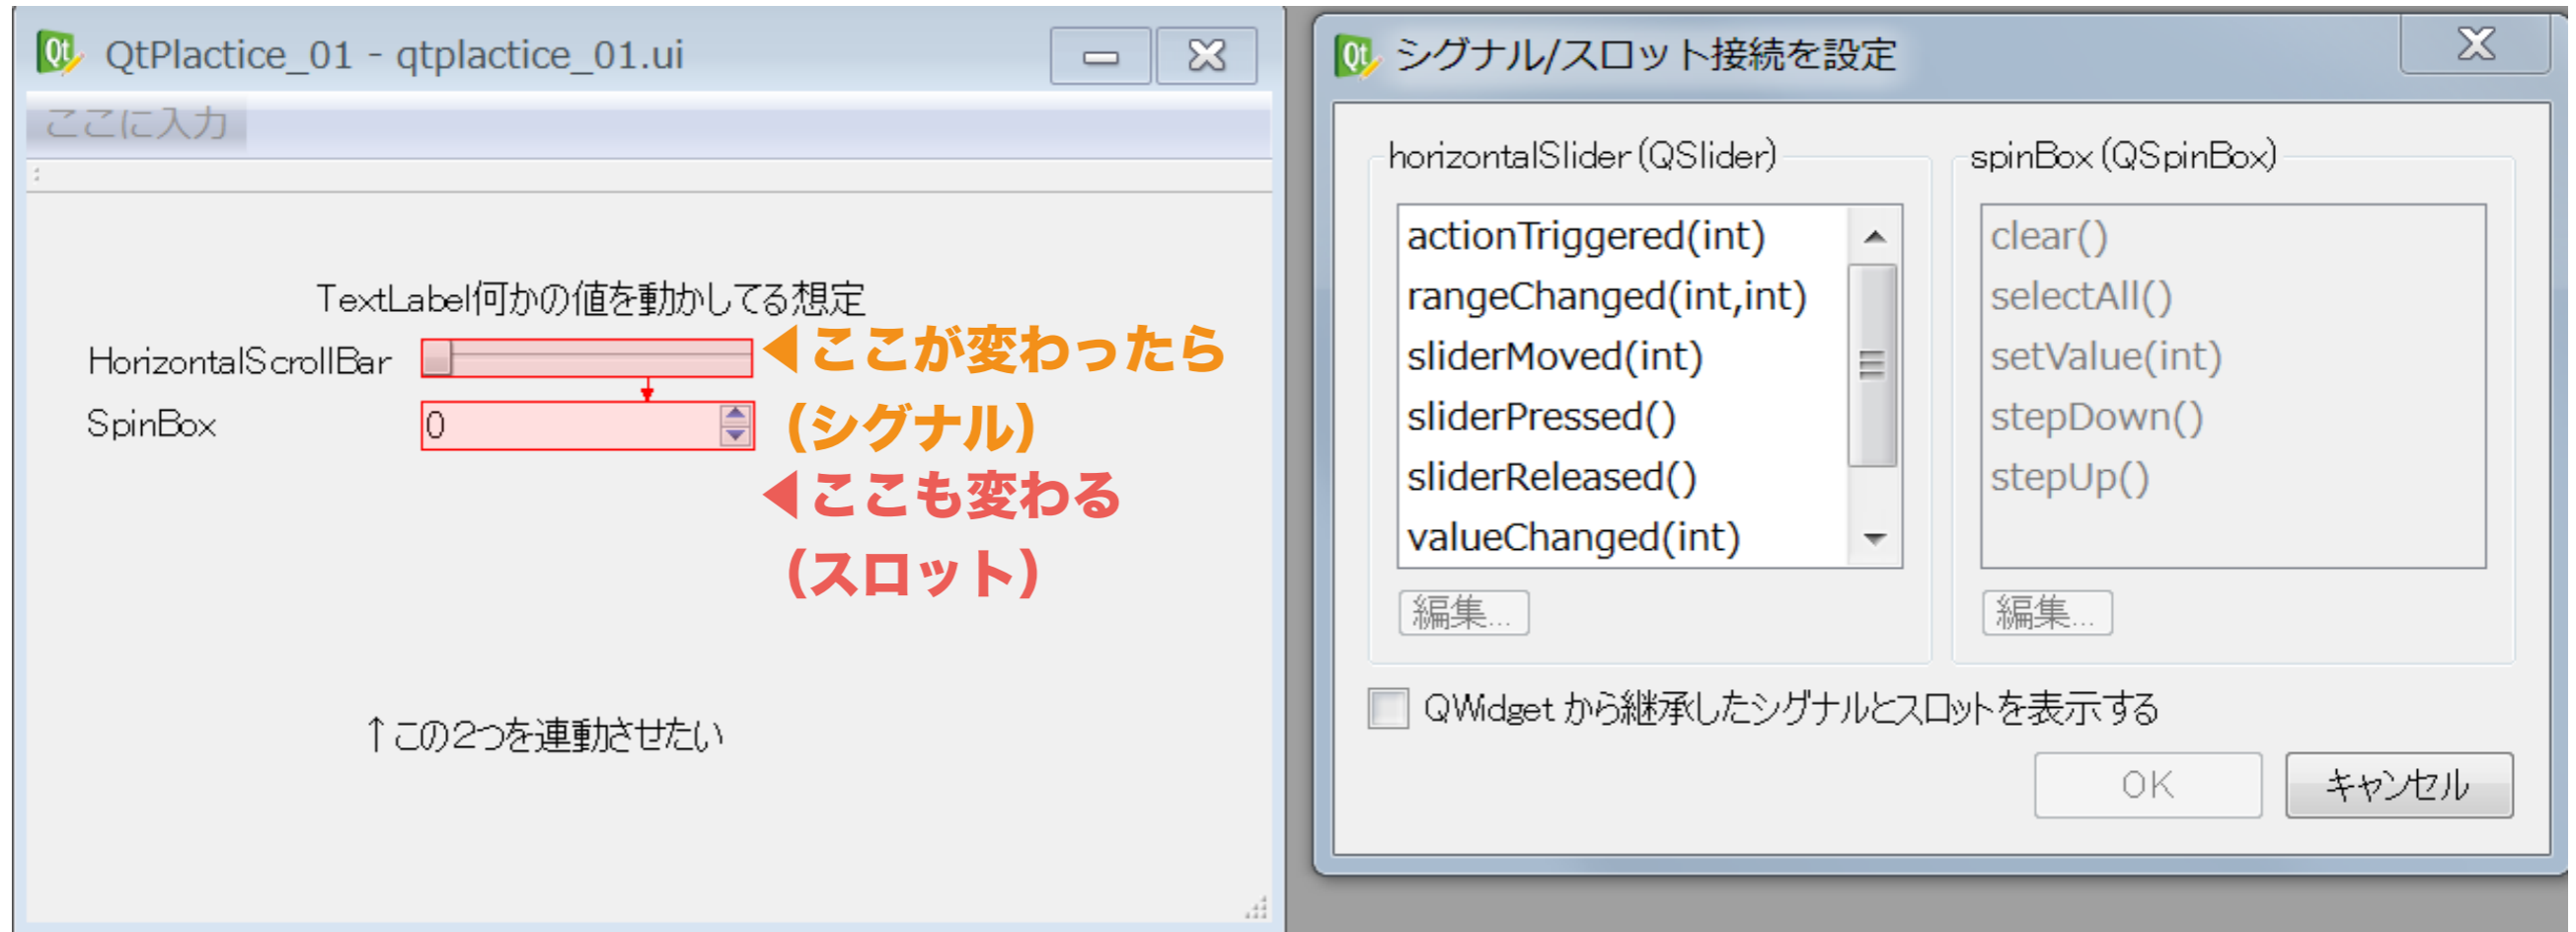 QtPlactice_01 - qtplactice_01.ui
ここに入力
TextLabel何かの値を動かしてる想定
HorizontalScrollBar
◀ここが変わったら
（シグナル）
SpinBox
0
◀ここも変わる
（スロット）
↑この2つを連動させたい
シグナル/スロット接続を設定
horizontalSlider (QSlider)
actionTriggered(int)
rangeChanged(int,int)
sliderMoved(int)
sliderPressed()
sliderReleased()
valueChanged(int)
編集...
spinBox (QSpinBox)
clear()
selectAll()
setValue(int)
stepDown()
stepUp()
編集...
QWidget から継承したシグナルとスロットを表示する
OK
キャンセル